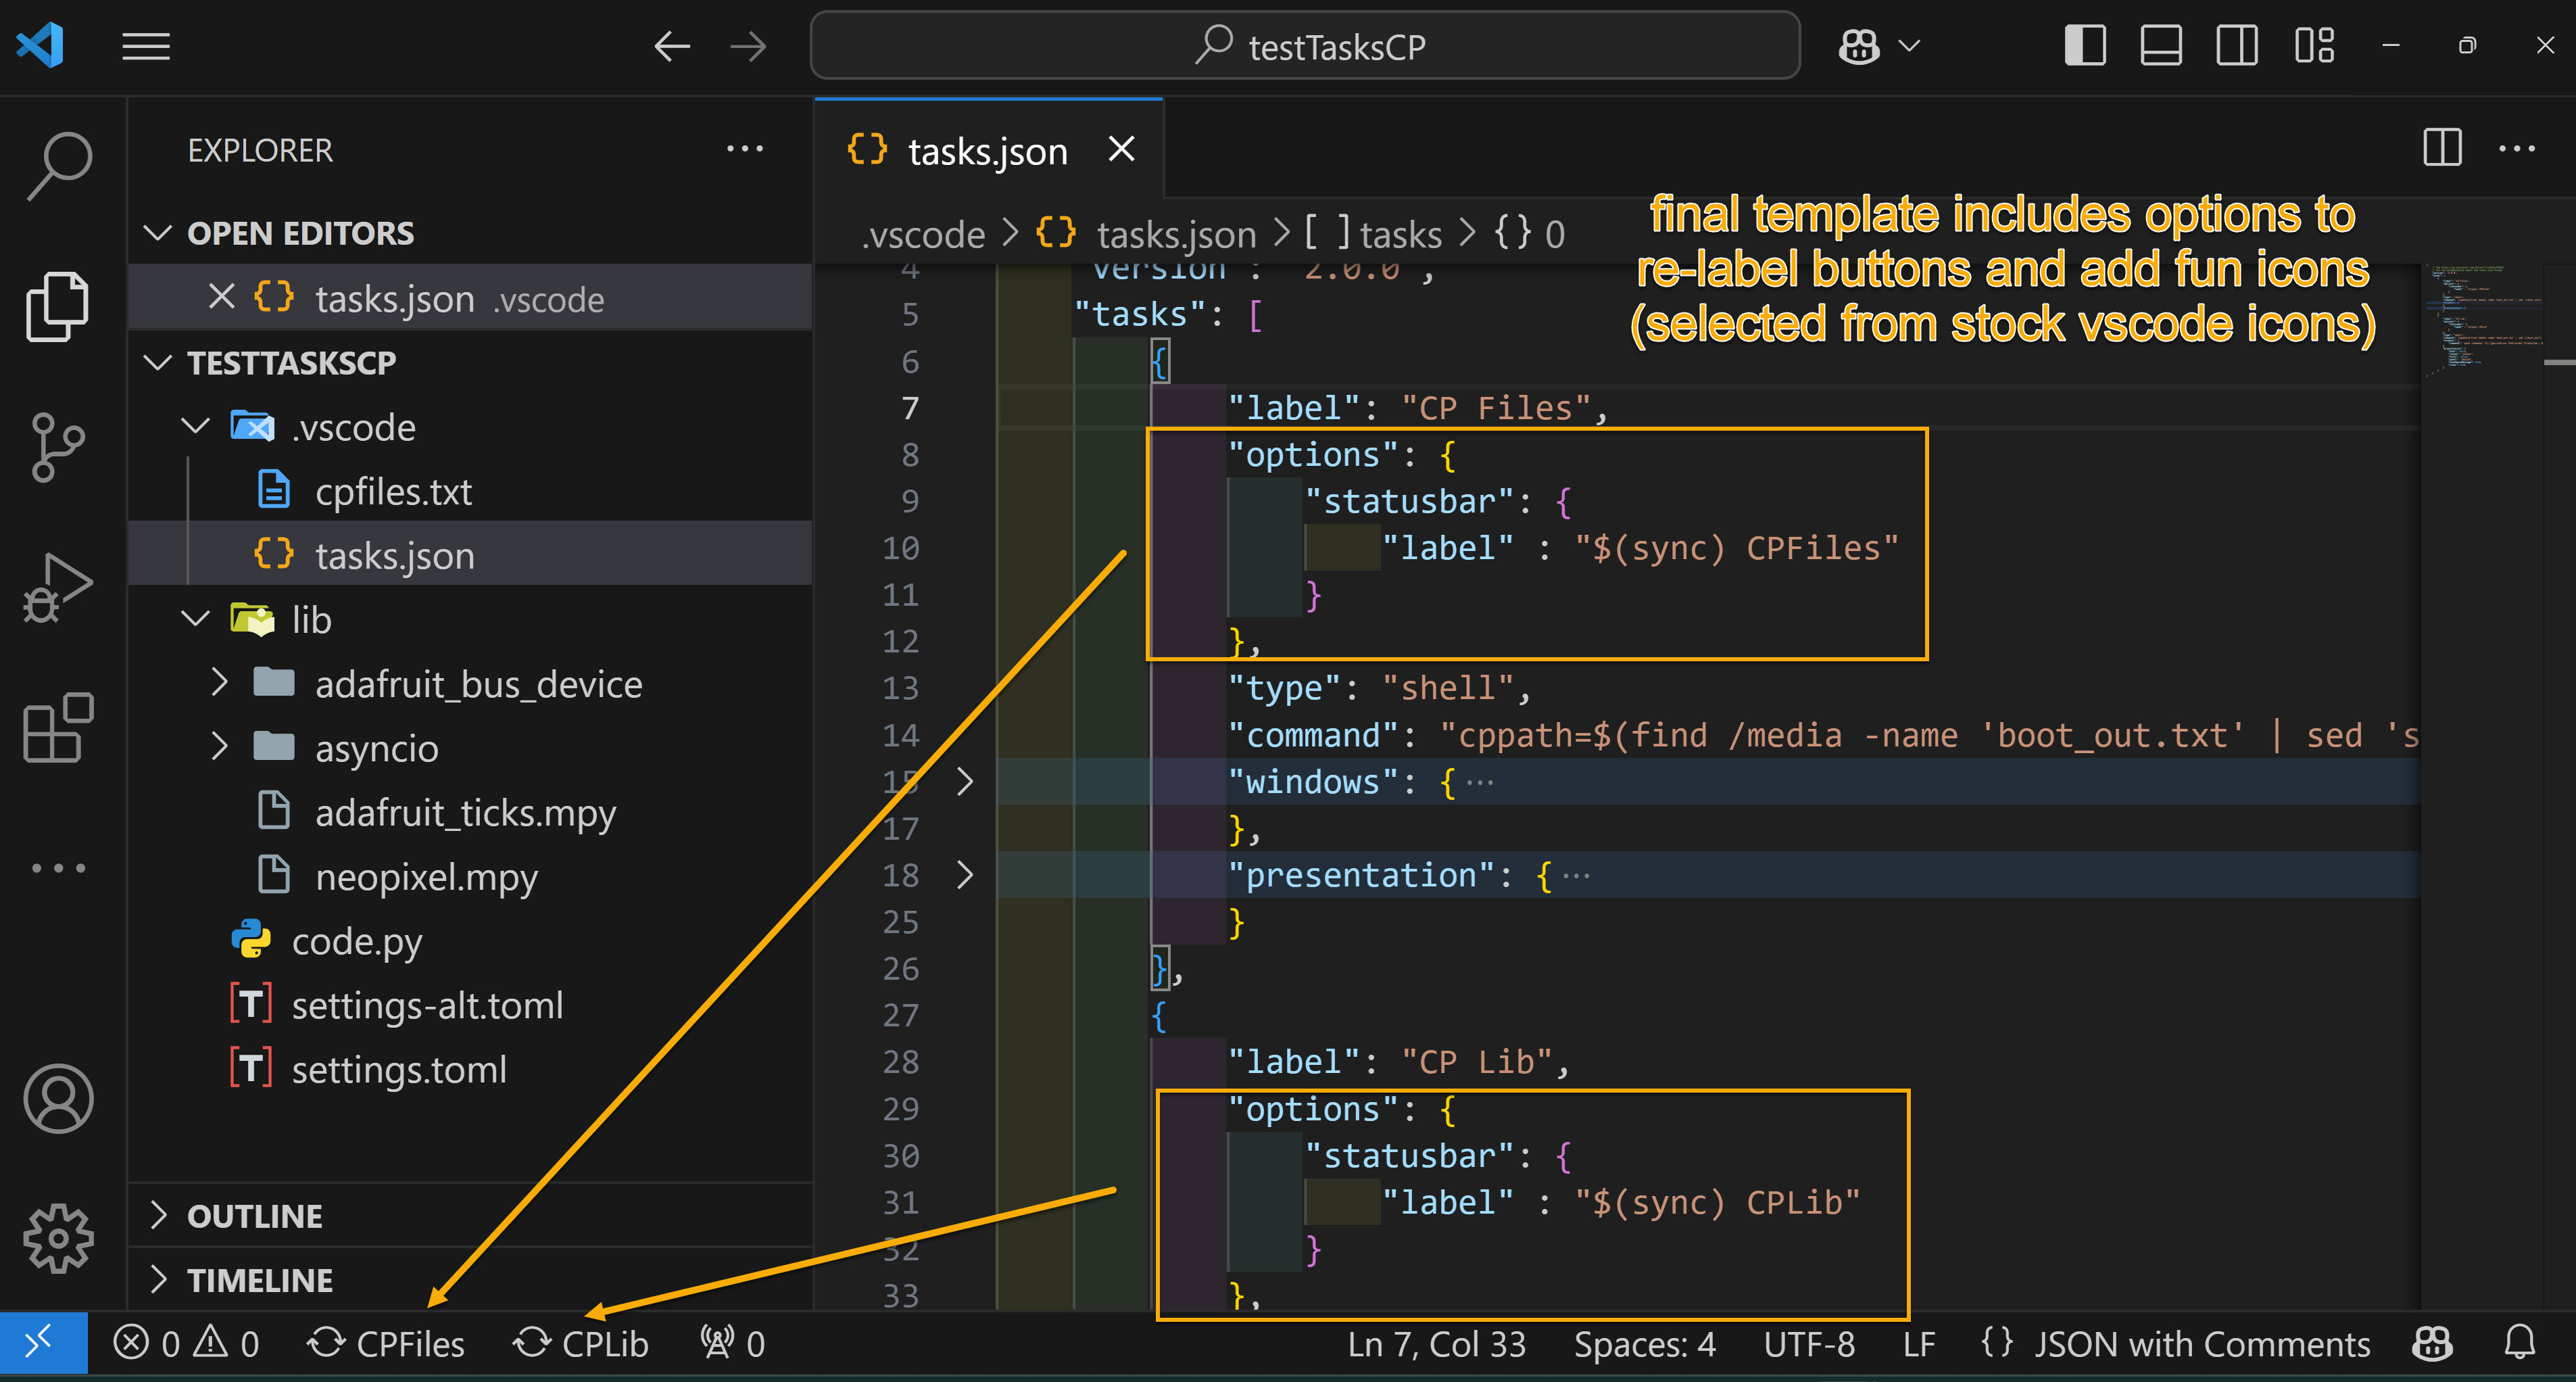 testTasksCP
EXPLORER
OPEN EDITORS
tasks.json .vscode
TESTTASKSCP
.vscode
cpfiles.txt
tasks.json
lib
adafruit_bus_device
asyncio
adafruit_ticks.mpy
neopixel.mpy
code.py
settings-alt.toml
settings.toml
OUTLINE
TIMELINE
tasks.json
.vscode > {} tasks.json > [ ] tasks > {} 0
final template includes options to
re-label buttons and add fun icons
(selected from stock vscode icons)
4 "version": "2.0.0",
5 "tasks": [
6 {
7 "label": "CP Files",
8 "options": {
9 "statusbar": {
10 "label" : "$(sync) CPFiles"
11 }
12 },
13 "type": "shell",
14 "command": "cppath=$(find /media -name 'boot_out.txt' | sed 's
15 "windows": {···
17 },
18 "presentation": {···
25 }
26 },
27 {
28 "label": "CP Lib",
29 "options": {
30 "statusbar": {
31 "label" : "$(sync) CPLib"
32 }
33 },
0 0 CPFiles CPLib 0 Ln 7, Col 33 Spaces: 4 UTF-8 LF {} JSON with Comments